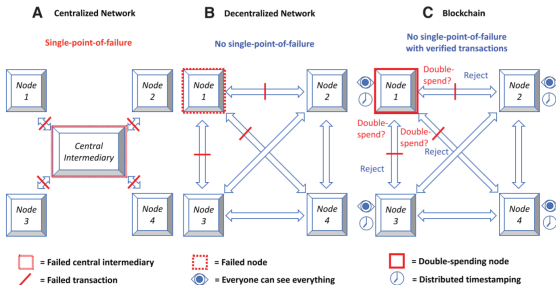 A Centralized Network
Single-point-of-failure
Node
1
Node
2
Central
Intermediary
Node
3
Node
4
B Decentralized Network
No single-point-of-failure
Node
1
Node
2
Node
3
Node
4
C Blockchain
No single-point-of-failure
with verified transactions
Double-
spend?
Reject
Node
1
Node
2
Double-
spend?
Double-
spend?
Reject
Reject
Node
3
Node
4
= Failed central intermediary
= Failed transaction
= Failed node
= Everyone can see everything
= Double-spending node
= Distributed timestamping